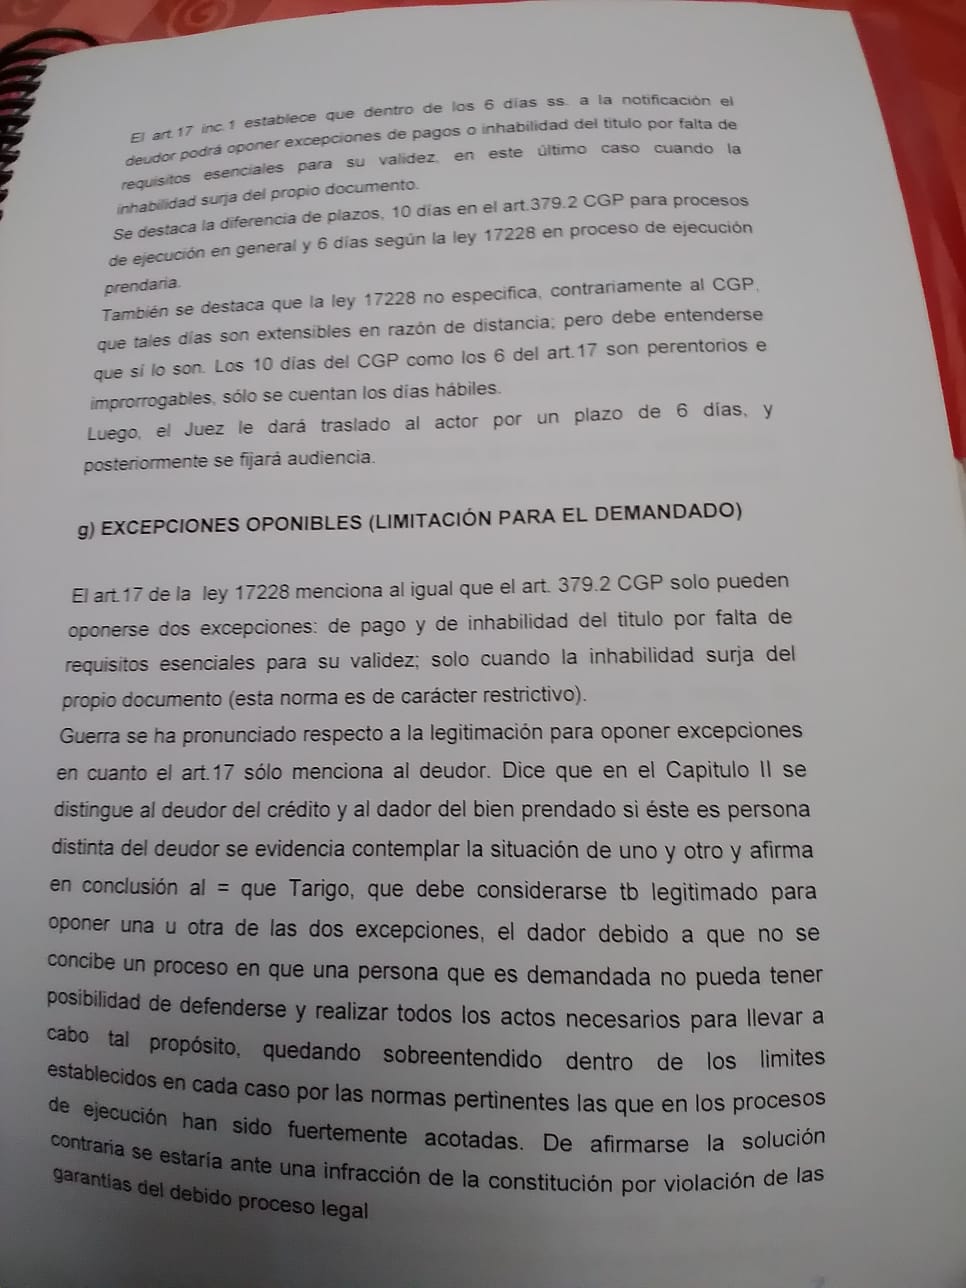 El art.17 inc.1 establece que dentro de los 6 días ss. a la notificación el
deudor podrá oponer excepciones de pagos o inhabilidad del titulo por falta de
requisitos esenciales para su validez, en este último caso cuando la
inhabilidad surja del propio documento.
Se destaca la diferencia de plazos, 10 días en el art.379.2 CGP para procesos
de ejecución en general y 6 días según la ley 17228 en proceso de ejecución
prendaria.
También se destaca que la ley 17228 no especifica, contrariamente al CGP,
que tales días son extensibles en razón de distancia; pero debe entenderse
que sí lo son. Los 10 días del CGP como los 6 del art.17 son perentorios e
improrrogables, sólo se cuentan los días hábiles.
Luego, el Juez le dará traslado al actor por un plazo de 6 días, y
posteriormente se fijará audiencia.
g) EXCEPCIONES OPONIBLES (LIMITACIÓN PARA EL DEMANDADO)
El art.17 de la ley 17228 menciona al igual que el art. 379.2 CGP solo pueden
oponerse dos excepciones: de pago y de inhabilidad del titulo por falta de
requisitos esenciales para su validez; solo cuando la inhabilidad surja del
propio documento (esta norma es de carácter restrictivo).
Guerra se ha pronunciado respecto a la legitimación para oponer excepciones
en cuanto el art.17 sólo menciona al deudor. Dice que en el Capitulo II se
distingue al deudor del crédito y al dador del bien prendado si éste es persona
distinta del deudor se evidencia contemplar la situación de uno y otro y afirma
en conclusión al = que Tarigo, que debe considerarse tb legitimado para
oponer una u otra de las dos excepciones, el dador debido a que no se
concibe un proceso en que una persona que es demandada no pueda tener
posibilidad de defenderse y realizar todos los actos necesarios para llevar a
cabo tal propósito, quedando sobreentendido dentro de los limites
establecidos en cada caso por las normas pertinentes las que en los procesos
de ejecución han sido fuertemente acotadas. De afirmarse la solución
contraria se estaría ante una infracción de la constitución por violación de las
garantías del debido proceso legal